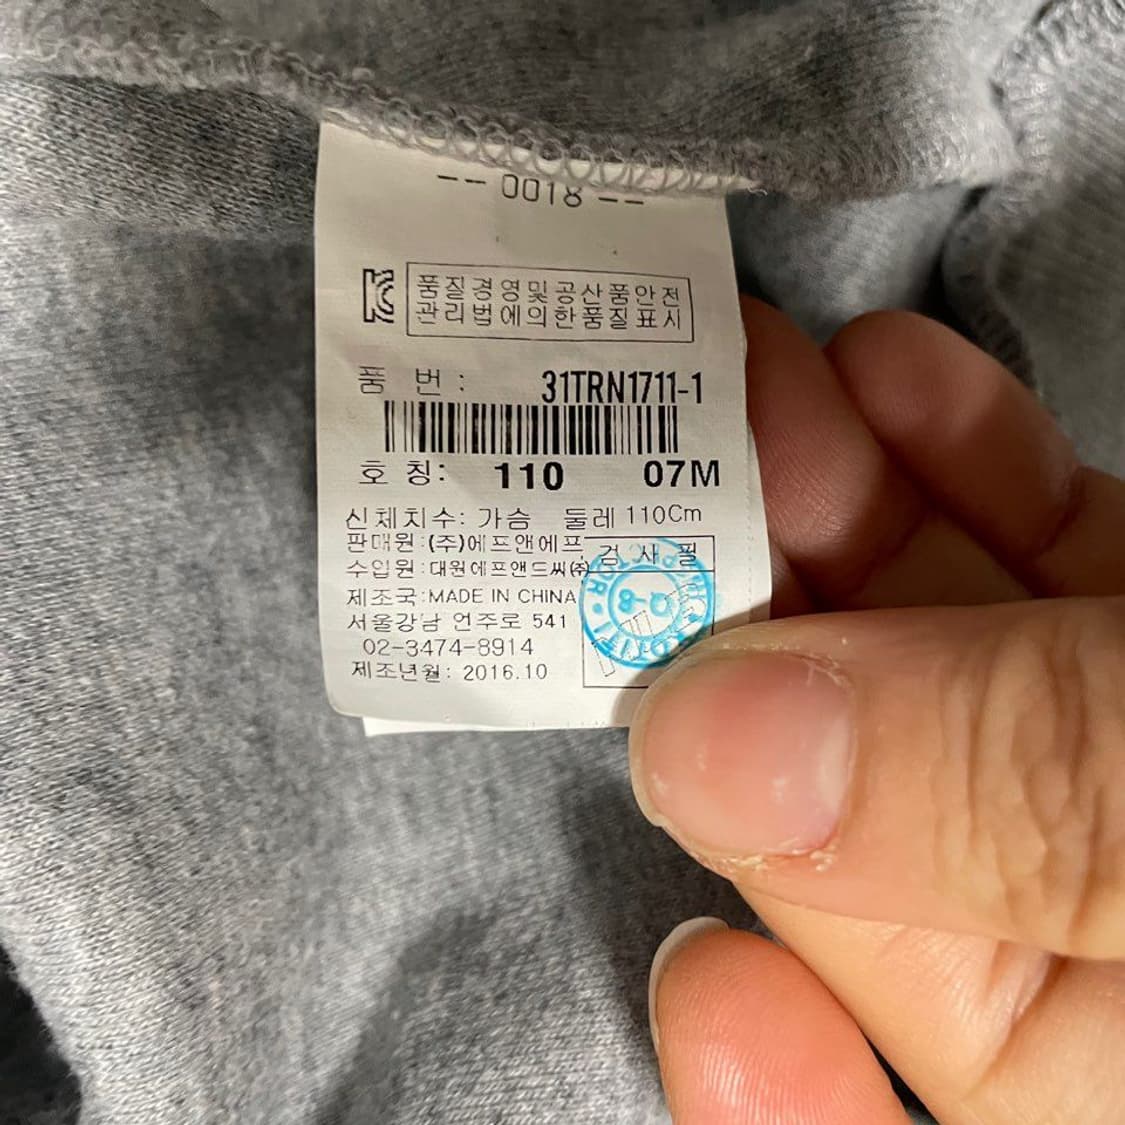 -- 0018 --
품질경영및공산품안전
관리법에의한품질표시
품 번 : 31TRN1711-1
호 칭: 110 07M
신체치수: 가슴 둘레 110Cm
판매원:(주)에프앤에프
검 사 필
수입원:대원에프앤드씨(주)
제조국:MADE IN CHINA
서울강남 언주로 541
02-3474-8914
제조년월: 2016.10